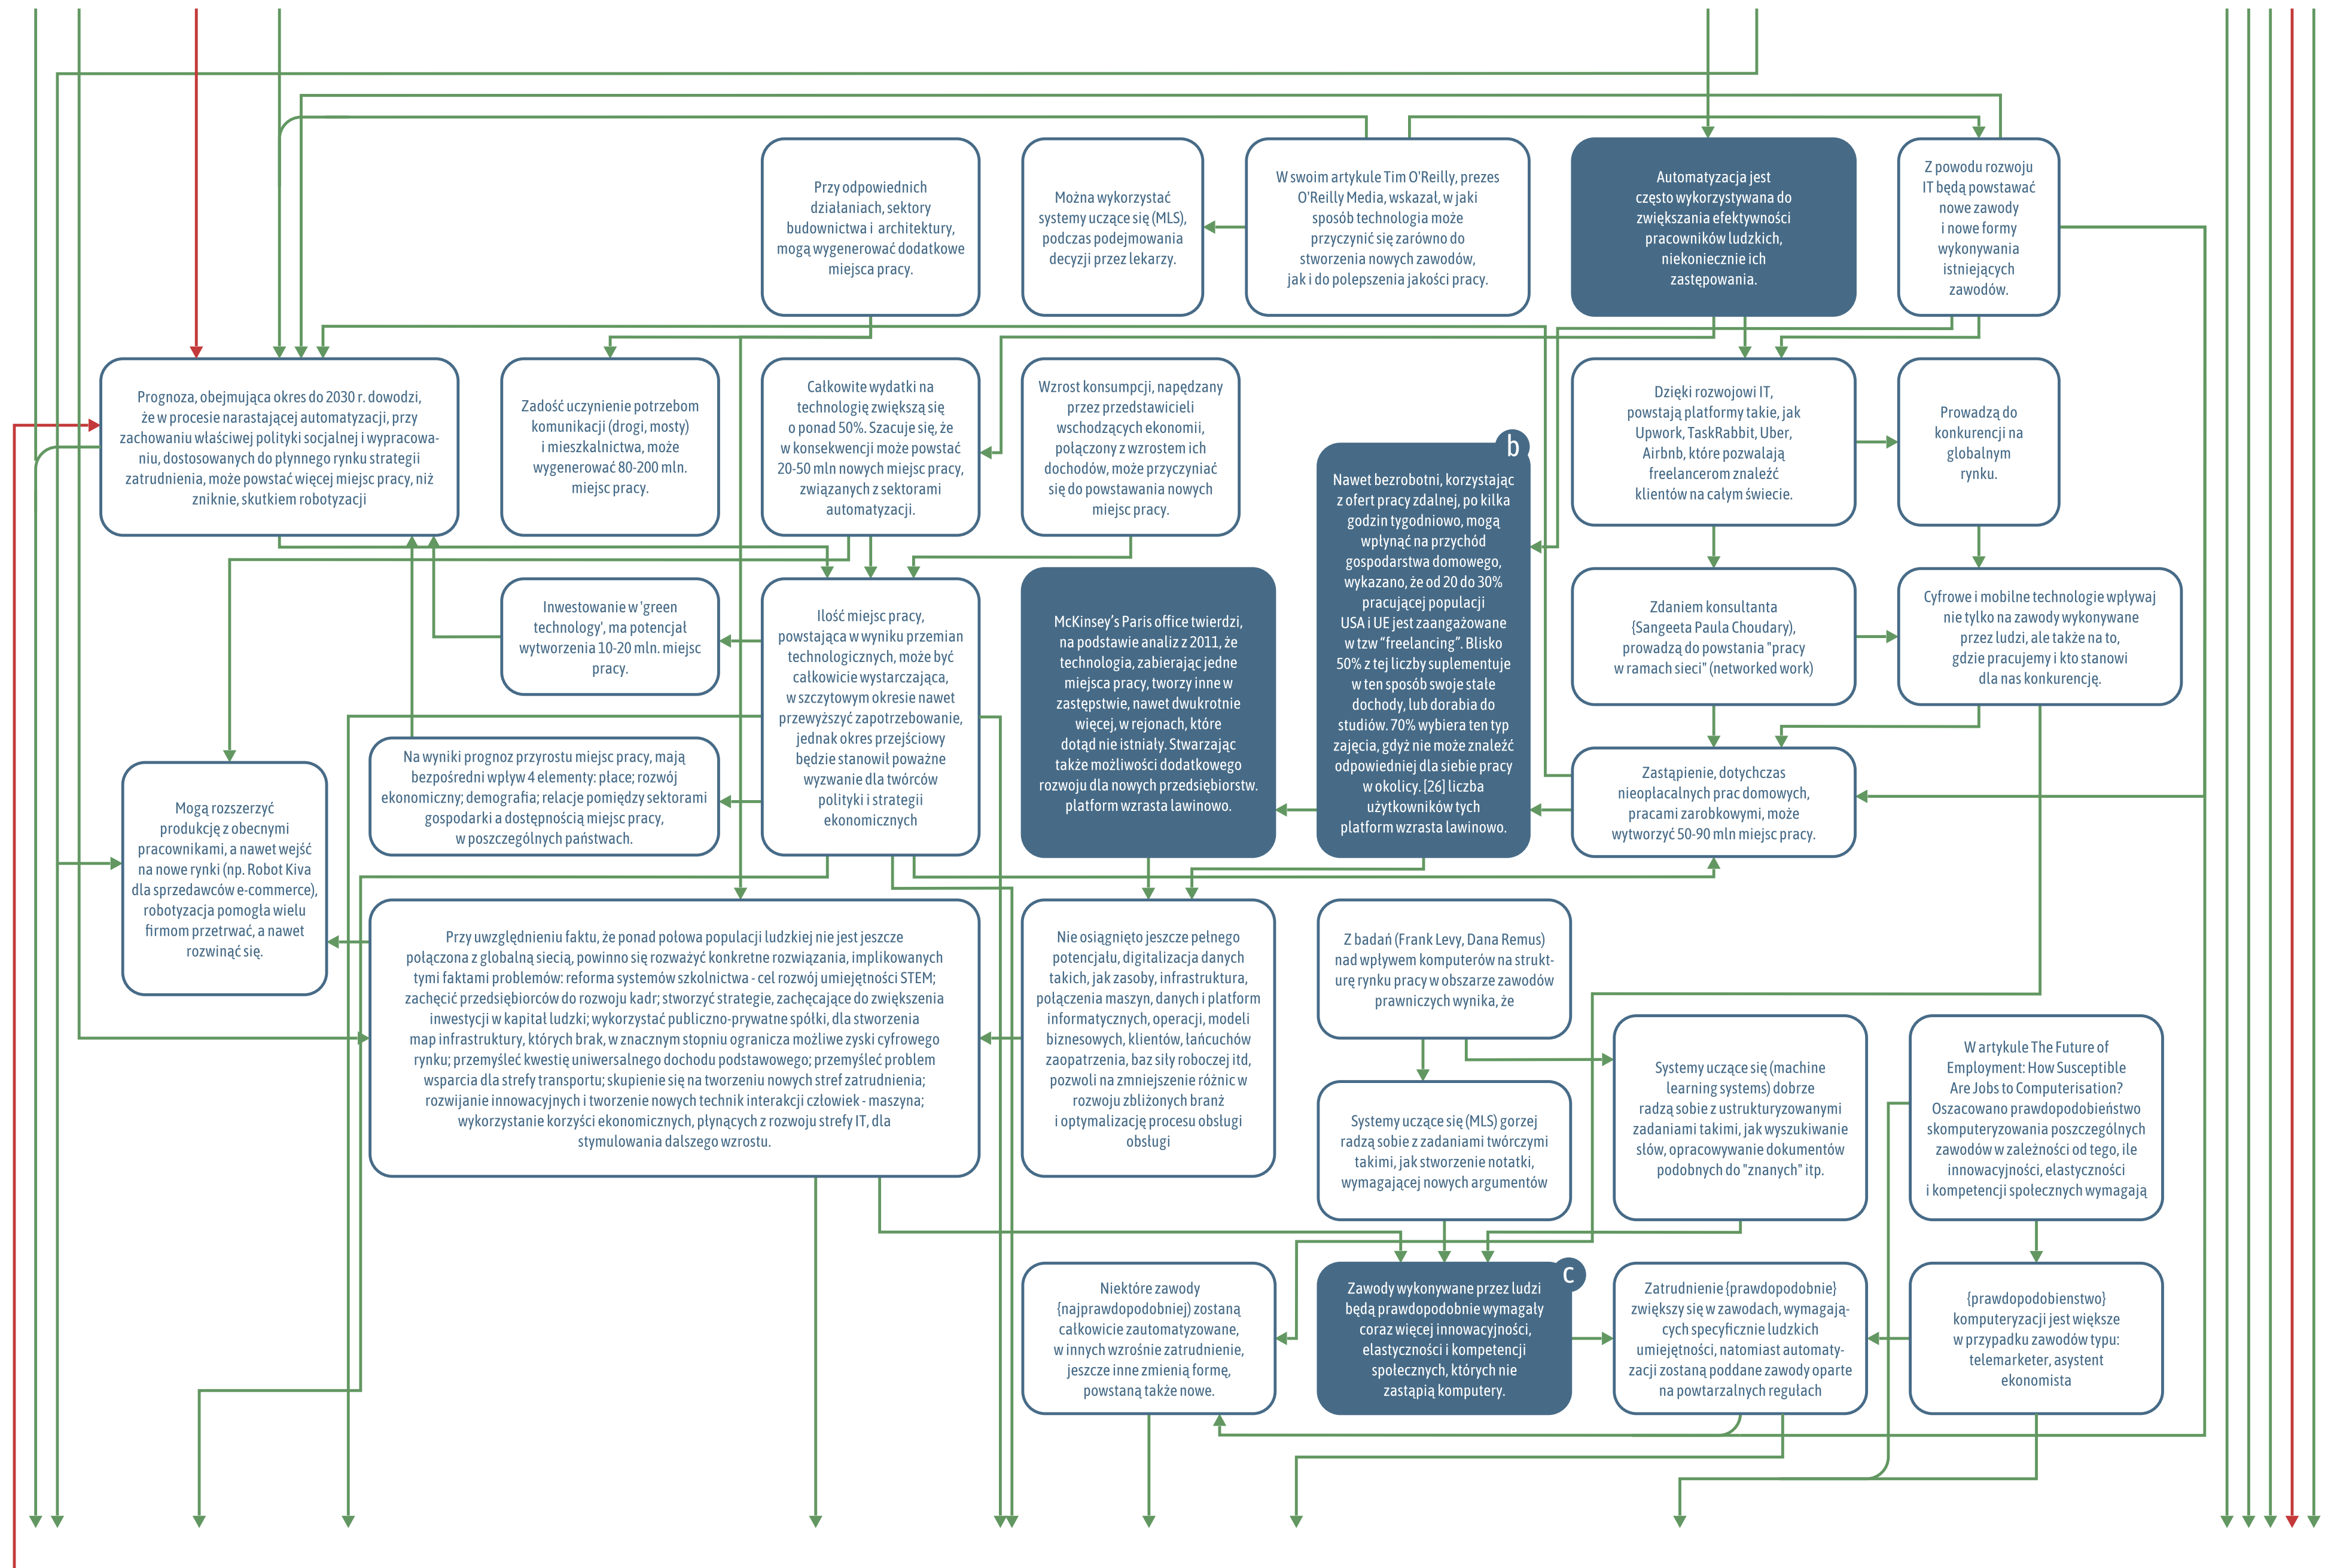 Przy odpowiednich
działaniach, sektory
budownictwa i architektury,
mogą wygenerować dodatkowe
miejsca pracy.
Można wykorzystać
systemy uczące się (MLS),
podczas podejmowania
decyzji przez lekarzy.
W swoim artykule Tim O'Reilly, prezes
O'Reilly Media, wskazał, w jaki
sposób technologia może
przyczynić się zarówno do
stworzenia nowych zawodów,
jak i do polepszenia jakości pracy.
Automatyzacja jest
często wykorzystywana do
zwiększania efektywności
pracowników ludzkich,
niekoniecznie ich
zastępowania.
Z powodu rozwoju
IT będą powstawać
nowe zawody
i nowe formy
wykonywania
istniejących
zawodów.
Prognoza, obejmująca okres do 2030 r. dowodzi,
że w procesie narastającej automatyzacji, przy
zachowaniu właściwej polityki socjalnej i wypracowa-
niu, dostosowanych do płynnego rynku strategii
zatrudnienia, może powstać więcej miejsc pracy, niż
zniknie, skutkiem robotyzacji
Zadość uczynienie potrzebom
komunikacji (drogi, mosty)
i mieszkalnictwa, może
wygenerować 80-200 mln.
miejsc pracy.
Całkowite wydatki na
technologię zwiększą się
o ponad 50%. Szacuje się, że
w konsekwencji może powstać
20-50 mln nowych miejsc pracy,
związanych z sektorami
automatyzacji.
Wzrost konsumpcji, napędzany
przez przedstawicieli
wschodzących ekonomii,
połączony z wzrostem ich
dochodów, może przyczyniać
się do powstawania nowych
miejsc pracy.
b
Nawet bezrobotni, korzystając
z ofert pracy zdalnej, po kilka
godzin tygodniowo, mogą
wpłynąć na przychód
gospodarstwa domowego,
wykazano, że od 20 do 30%
pracującej populacji
USA i UE jest zaangażowane
w tzw "freelancing". Blisko
50% z tej liczby suplementuje
w ten sposób swoje stałe
dochody, lub dorabia do
studiów. 70% wybiera ten typ
zajęcia, gdyż nie może znaleźć
odpowiedniej dla siebie pracy
w okolicy. [26] liczba
użytkowników tych
platform wzrasta lawinowo.
Dzięki rozwojowi IT,
powstają platformy takie, jak
Upwork, TaskRabbit, Uber,
Airbnb, które pozwalają
freelancerom znaleźć
klientów na całym świecie.
Prowadzą do
konkurencji na
globalnym
rynku.
Inwestowanie w 'green
technology', ma potencjał
wytworzenia 10-20 mln. miejsc
pracy.
Ilość miejsc pracy,
powstająca w wyniku przemian
technologicznych, może być
całkowicie wystarczająca,
w szczytowym okresie nawet
przewyższyć zapotrzebowanie,
jednak okres przejściowy
będzie stanowił poważne
wyzwanie dla twórców
polityki i strategii
ekonomicznych
McKinsey's Paris office twierdzi,
na podstawie analiz z 2011, że
technologia, zabierając jedne
miejsca pracy, tworzy inne w
zastępstwie, nawet dwukrotnie
więcej, w rejonach, które
dotąd nie istniały. Stwarzając
także możliwości dodatkowego
rozwoju dla nowych przedsiębiorstw.
platform wzrasta lawinowo.
Zdaniem konsultanta
{Sangeeta Paula Choudary),
prowadzą do powstania "pracy
w ramach sieci" (networked work)
Cyfrowe i mobilne technologie wpływaj
nie tylko na zawody wykonywane
przez ludzi, ale także na to,
gdzie pracujemy i kto stanowi
dla nas konkurencję.
Na wyniki prognoz przyrostu miejsc pracy, mają
bezpośredni wpływ 4 elementy: płace; rozwój
ekonomiczny; demografia; relacje pomiędzy sektorami
gospodarki a dostępnością miejsc pracy,
w poszczególnych państwach.
Zastąpienie, dotychczas
nieopłacalnych prac domowych,
pracami zarobkowymi, może
wytworzyć 50-90 mln miejsc pracy.
Mogą rozszerzyć
produkcję z obecnymi
pracownikami, a nawet wejść
na nowe rynki (np. Robot Kiva
dla sprzedawców e-commerce),
robotyzacja pomogła wielu
firmom przetrwać, a nawet
rozwinąć się.
Przy uwzględnieniu faktu, że ponad połowa populacji ludzkiej nie jest jeszcze
połączona z globalną siecią, powinno się rozważyć konkretne rozwiązania, implikowanych
tymi faktami problemów: reforma systemów szkolnictwa - cel rozwój umiejętności STEM;
zachęcić przedsiębiorców do rozwoju kadr; stworzyć strategie, zachęcające do zwiększenia
inwestycji w kapitał ludzki; wykorzystać publiczno-prywatne spółki, dla stworzenia
map infrastruktury, których brak, w znacznym stopniu ogranicza możliwe zyski cyfrowego
rynku; przemyśleć kwestię uniwersalnego dochodu podstawowego; przemyśleć problem
wsparcia dla strefy transportu; skupienie się na tworzeniu nowych stref zatrudnienia;
rozwijanie innowacyjnych i tworzenie nowych technik interakcji człowiek - maszyna;
wykorzystanie korzyści ekonomicznych, płynących z rozwoju strefy IT, dla
stymulowania dalszego wzrostu.
Nie osiągnięto jeszcze pełnego
potencjału, digitalizacja danych
takich, jak zasoby, infrastruktura,
połączenia maszyn, danych i platform
informatycznych, operacji, modeli
biznesowych, klientów, łańcuchów
zaopatrzenia, baz siły roboczej itd,
pozwoli na zmniejszenie różnic w
rozwoju zbliżonych branż
i optymalizację procesu obsługi
obsługi
Z badań (Frank Levy, Dana Remus)
nad wpływem komputerów na strukt-
urę rynku pracy w obszarze zawodów
prawniczych wynika, że
Systemy uczące się (MLS) gorzej
radzą sobie z zadaniami twórczymi
takimi, jak stworzenie notatki,
wymagającej nowych argumentów
Systemy uczące się (machine
learning systems) dobrze
radzą sobie z ustrukturyzowanymi
zadaniami takimi, jak wyszukiwanie
słów, opracowywanie dokumentów
podobnych do "znanych" itp.
W artykule The Future of
Employment: How Susceptible
Are Jobs to Computerisation?
Oszacowano prawdopodobieństwo
skomputeryzowania poszczególnych
zawodów w zależności od tego, ile
innowacyjności, elastyczności
i kompetencji społecznych wymagają
Niektóre zawody
{najprawdopodobniej) zostaną
całkowicie zautomatyzowane,
w innych wzrośnie zatrudnienie,
jeszcze inne zmienią formę,
powstaną także nowe.
c
Zawody wykonywane przez ludzi
będą prawdopodobnie wymagały
coraz więcej innowacyjności,
elastyczności i kompetencji
społecznych, których nie
zastąpią komputery.
Zatrudnienie {prawdopodobnie}
zwiększy się w zawodach, wymagają-
cych specyficznie ludzkich
umiejętności, natomiast automaty-
zacji zostaną poddane zawody oparte
na powtarzalnych regułach
{prawdopodobienstwo}
komputeryzacji jest większe
w przypadku zawodów typu:
telemarketer, asystent
ekonomista